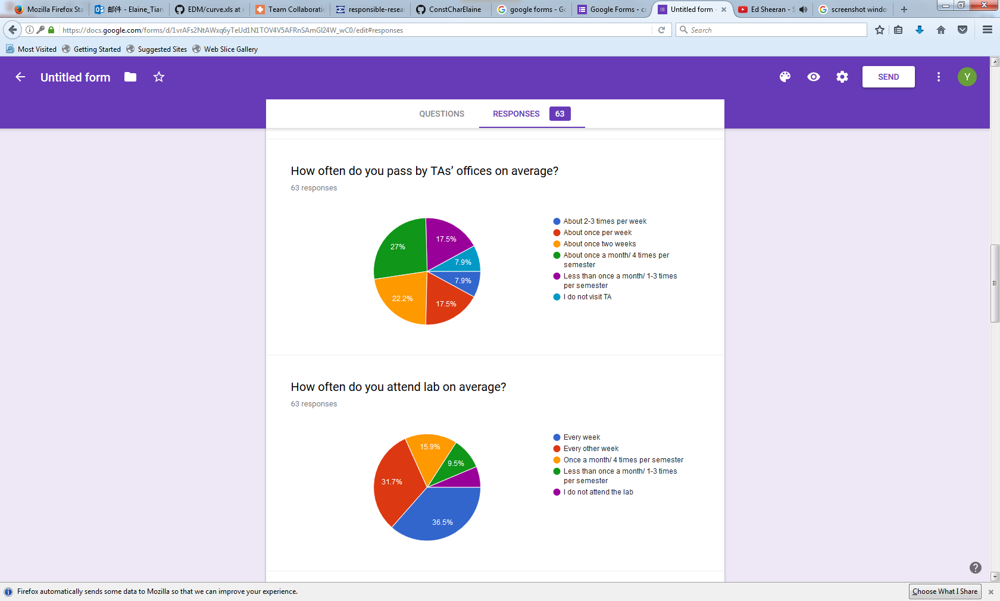 Mozilla Firefox Sta
邮件 - Elaine_Tian
EDM/curve.xls at
Team Collaboratio
responsible-resea
ConstCharElaine
google forms - Go
Google Forms - cr
Untitled form -
Ed Sheeran - S
screenshot windo
https://docs.google.com/forms/d/1vrAFs2NtAWxq6yTeUd1N1TOV4V5AFRnSAmGl24W_wC0/edit#responses
Search
Most Visited
Getting Started
Suggested Sites
Web Slice Gallery
Untitled form
SEND
Y
QUESTIONS
RESPONSES
63
How often do you pass by TAs’ offices on average?
63 responses
17.5%
27%
7.9%
7.9%
22.2%
17.5%
About 2-3 times per week
About once per week
About once two weeks
About once a month/ 4 times per
semester
Less than once a month/ 1-3 times
per semester
I do not visit TA
How often do you attend lab on average?
63 responses
15.9%
9.5%
31.7%
36.5%
Every week
Every other week
Once a month/ 4 times per semester
Less than once a month/ 1-3 times
per semester
I do not attend the lab
?
Firefox automatically sends some data to Mozilla so that we can improve your experience.
Choose What I Share